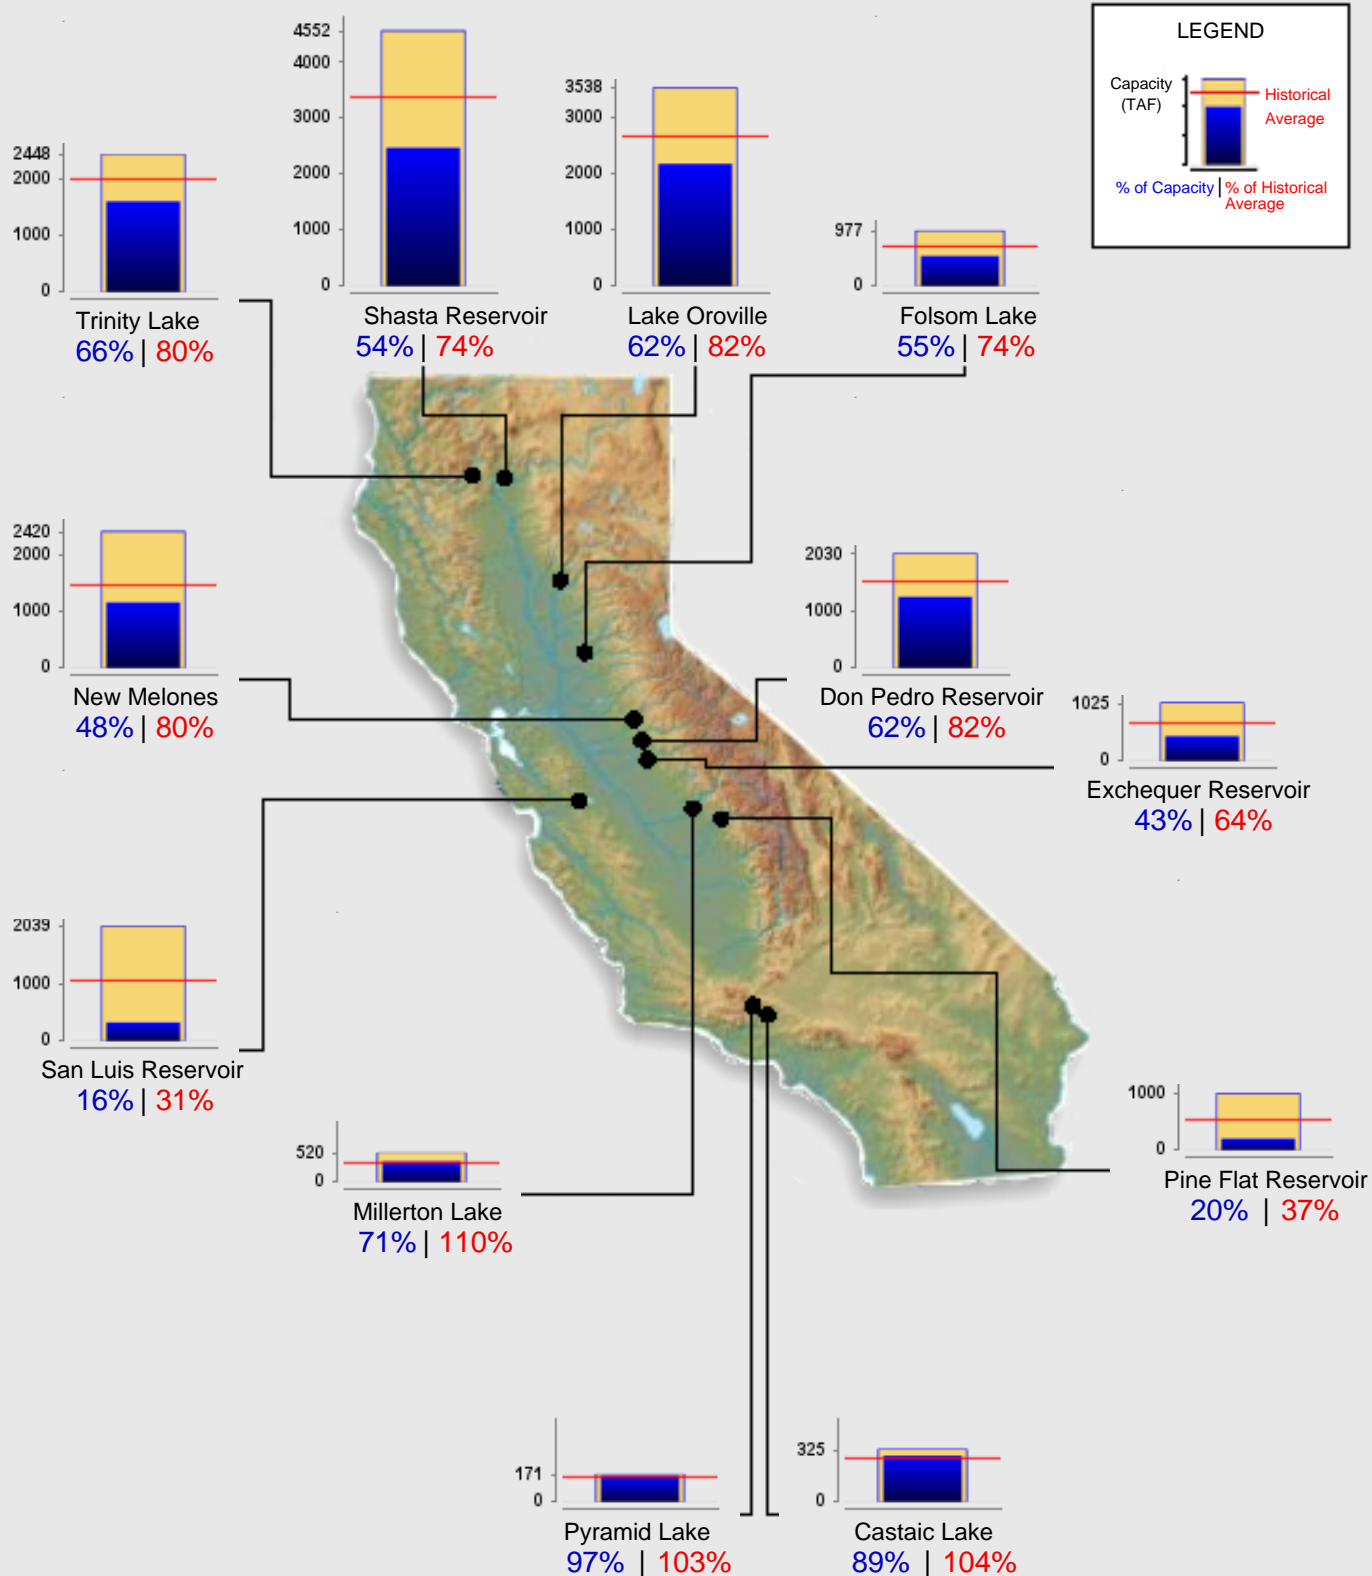 LEGEND
Capacity
(TAF)
Historical
Average
% of Capacity | % of Historical
Average
4552
4000
3000
2000
1000
0
Shasta Reservoir
54% | 74%
3538
3000
2000
1000
0
Lake Oroville
62% | 82%
2448
2000
1000
0
Trinity Lake
66% | 80%
977
0
Folsom Lake
55% | 74%
2420
2000
1000
0
New Melones
48% | 80%
2030
1000
0
Don Pedro Reservoir
62% | 82%
1025
0
Exchequer Reservoir
43% | 64%
2039
1000
0
San Luis Reservoir
16% | 31%
520
0
Millerton Lake
71% | 110%
1000
0
Pine Flat Reservoir
20% | 37%
171
0
Pyramid Lake
97% | 103%
325
0
Castaic Lake
89% | 104%